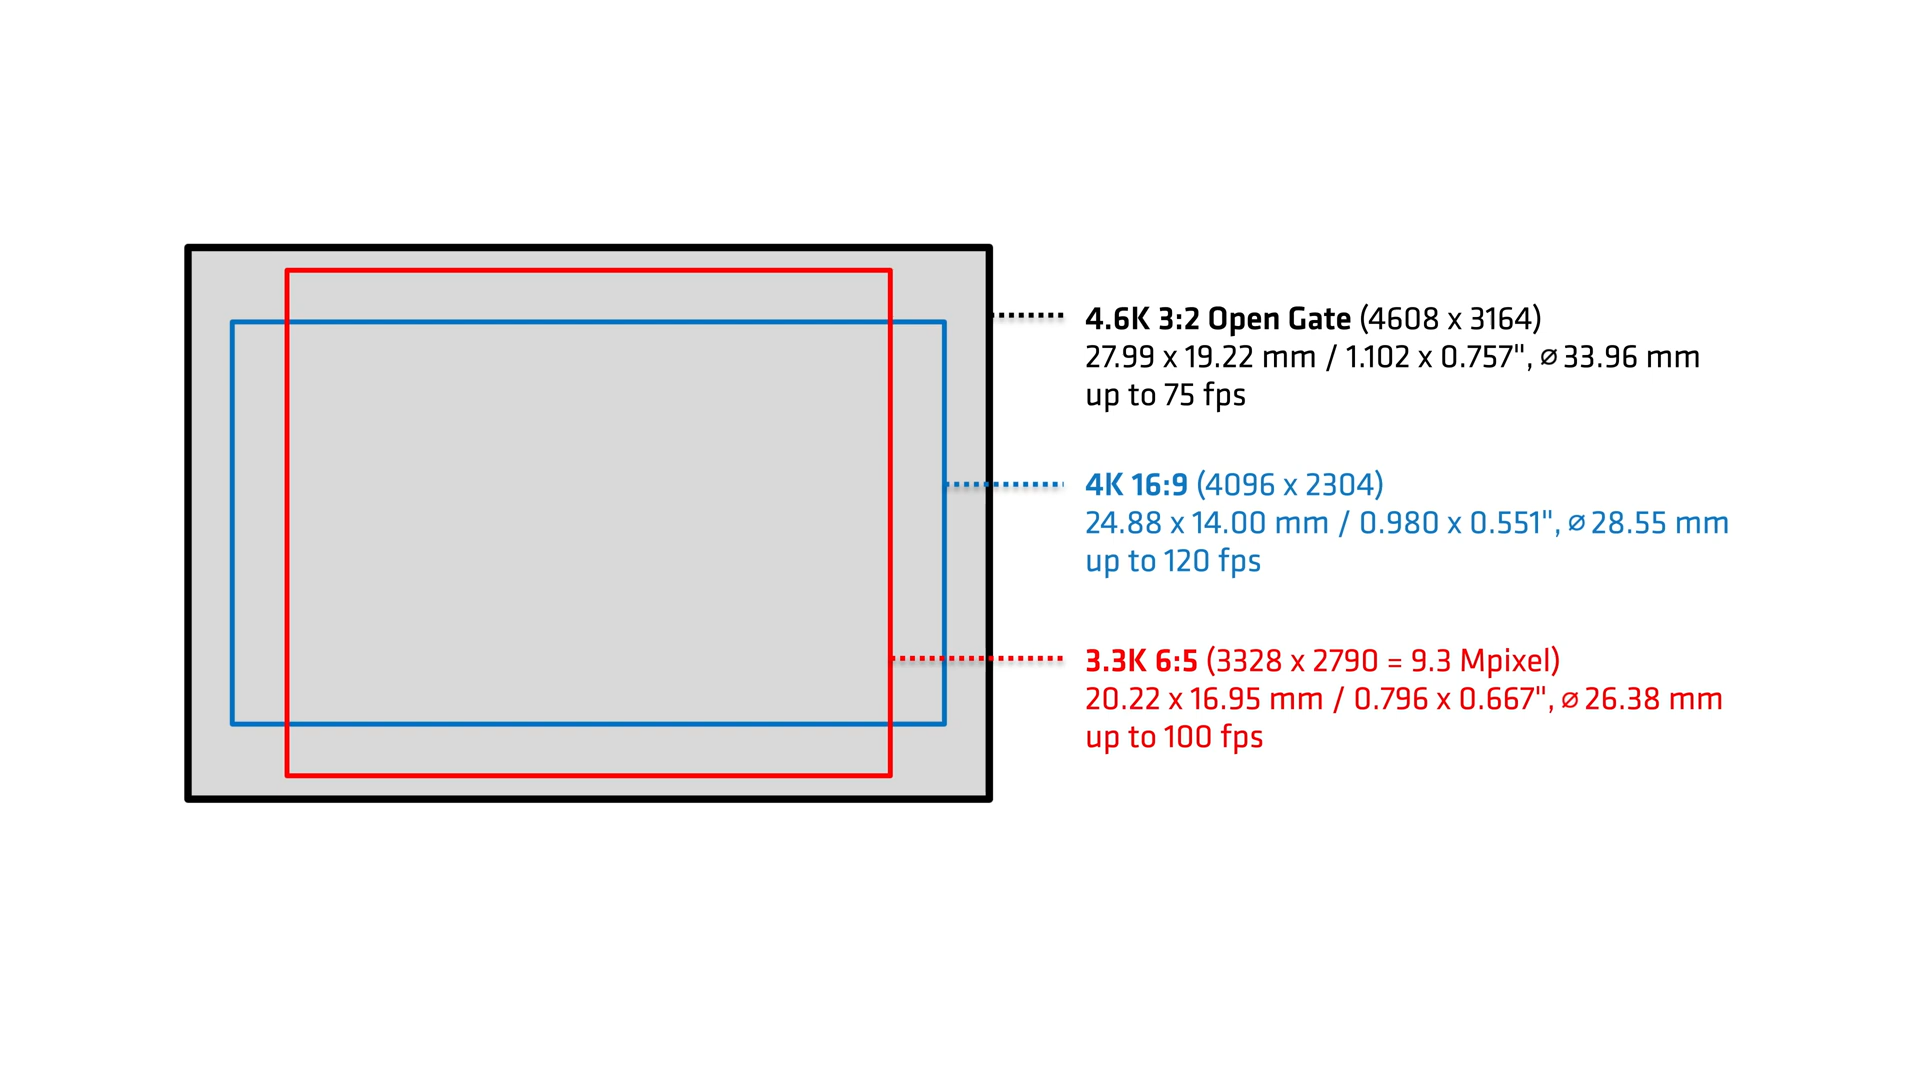 4.6K 3:2 Open Gate (4608 x 3164)
27.99 x 19.22 mm / 1.102 x 0.757", ⌀ 33.96 mm
up to 75 fps
4K 16:9 (4096 x 2304)
24.88 x 14.00 mm / 0.980 x 0.551", ⌀ 28.55 mm
up to 120 fps
3.3K 6:5 (3328 x 2790 = 9.3 Mpixel)
20.22 x 16.95 mm / 0.796 x 0.667", ⌀ 26.38 mm
up to 100 fps